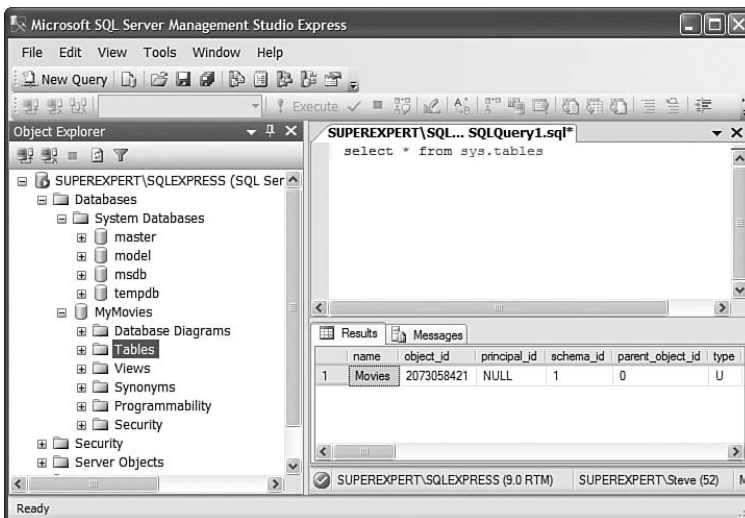 Microsoft SQL Server Management Studio Express
File Edit View Tools Window Help
New Query
Execute
Object Explorer
SUPEREXPERT\SQLEXPRESS (SQL Ser
Databases
System Databases
master
model
msdb
tempdb
MyMovies
Database Diagrams
Tables
Views
Synonyms
Programmability
Security
Security
Server Objects
SUPEREXPERT\SQL... SQLQuery1.sql*
select * from sys.tables
Results Messages
name object_id principal_id schema_id parent_object_id type
1 Movies 2073058421 NULL 1 0 U
SUPEREXPERT\SQLEXPRESS (9.0 RTM) SUPEREXPERT\Steve (52)
Ready